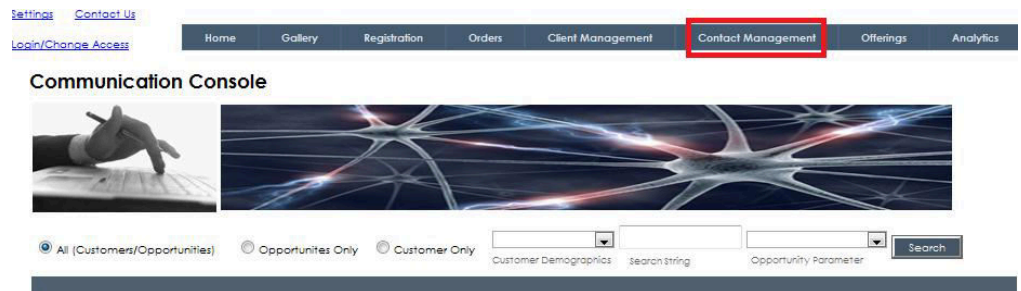 Settings Contact Us
Login/Change Access
Home Gallery Registration Orders Client Management Contact Management Offerings Analytics
Communication Console
All (Customers/Opportunities) Opportunites Only Customer Only Search
Customer Demographics Search String Opportunity Parameter